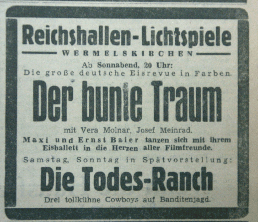 Reichshallen-Lichtspiele
WERMELSKIRCHEN
Ab Sonnabend, 20 Uhr:
Die große deutsche Eisrevue in Farben
Der bunte Traum
mit Vera Molnar, Josef Meinrad.
Maxi und Ernst Baier tanzen sich mit ihrem
Eisballett in die Herzen aller Filmfreunde.
Samstag, Sonntag in Spätvorstellung:
Die Todes-Ranch
Drei tollkühne Cowboys auf Banditenjagd.